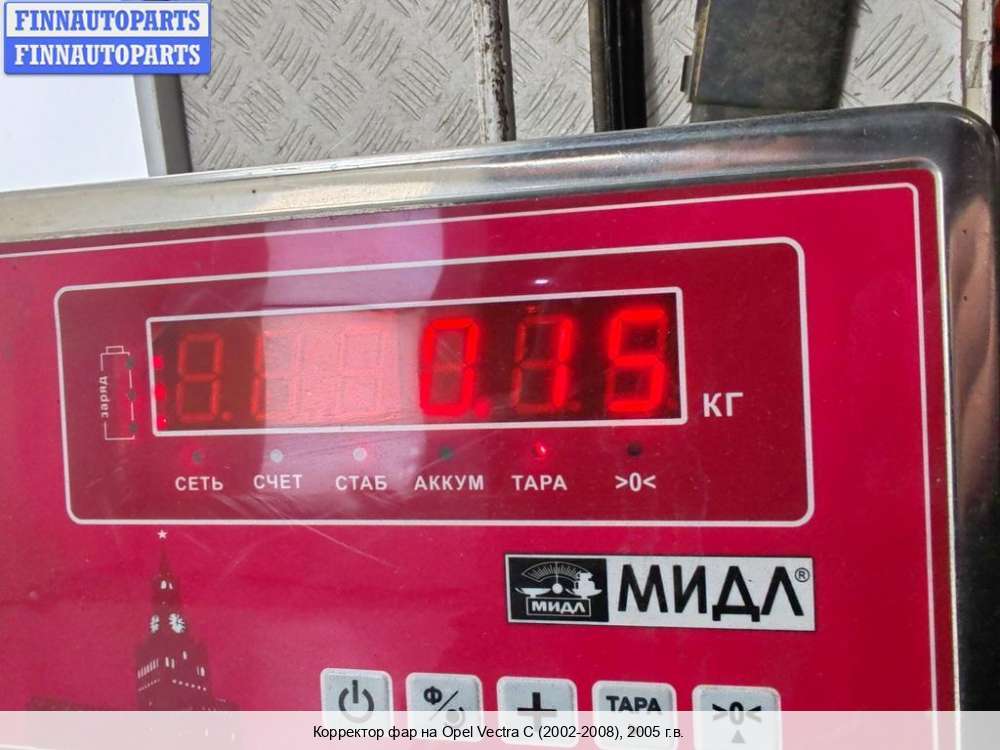 FINNAUTOPARTS
FINNAUTOPARTS
заряд
0.15
КГ
СЕТЬ СЧЕТ СТАБ АККУМ ТАРА >0<
МИДЛ МИДЛ®
Ф/ + ТАРА >0<
Корректор фар на Opel Vectra C (2002-2008), 2005 г.в.